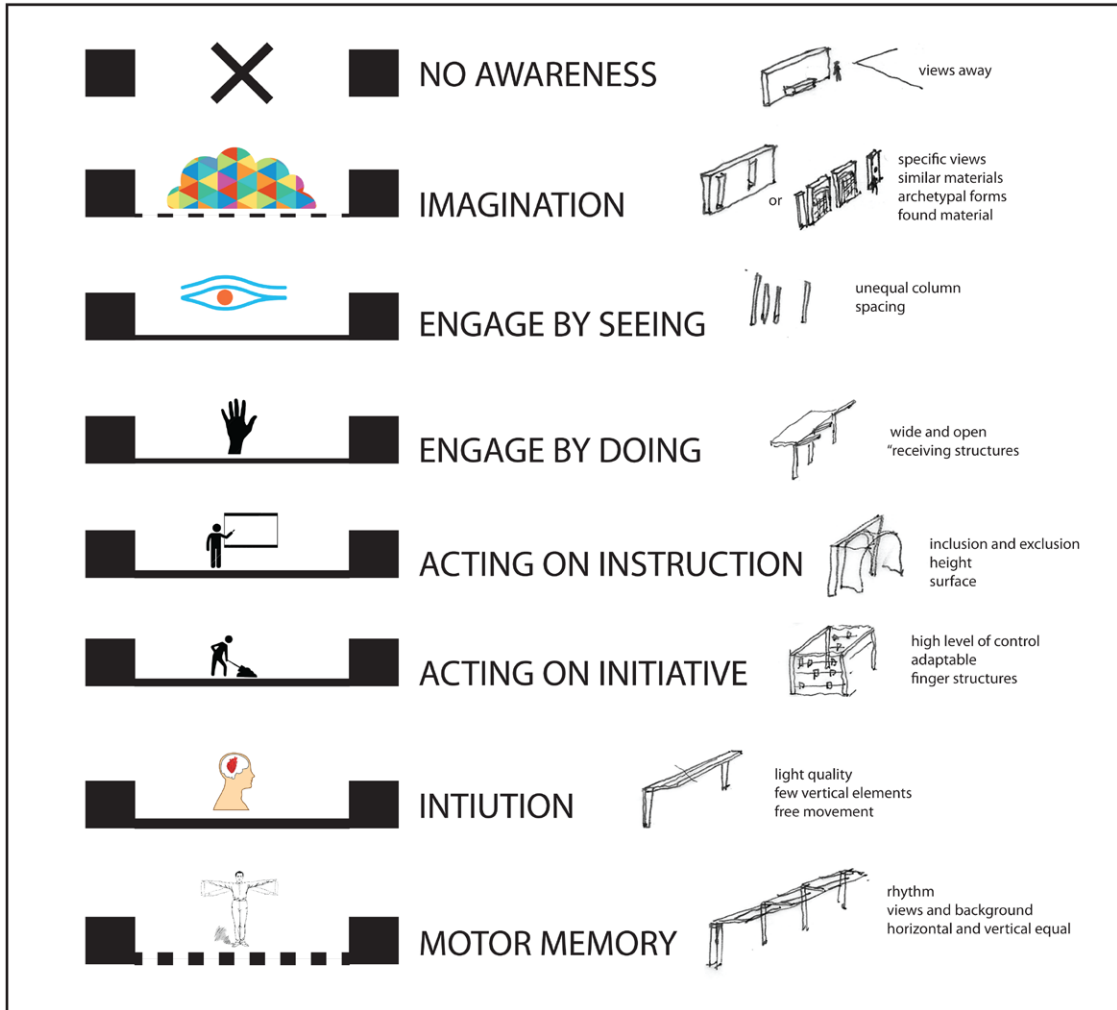 NO AWARENESS
views away
IMAGINATION
or
specific views
similar materials
archetypal forms
found material
ENGAGE BY SEEING
unequal column
spacing
ENGAGE BY DOING
wide and open
“receiving structures
ACTING ON INSTRUCTION
inclusion and exclusion
height
surface
ACTING ON INITIATIVE
high level of control
adaptable
finger structures
INTIUTION
light quality
few vertical elements
free movement
MOTOR MEMORY
rhythm
views and background
horizontal and vertical equal